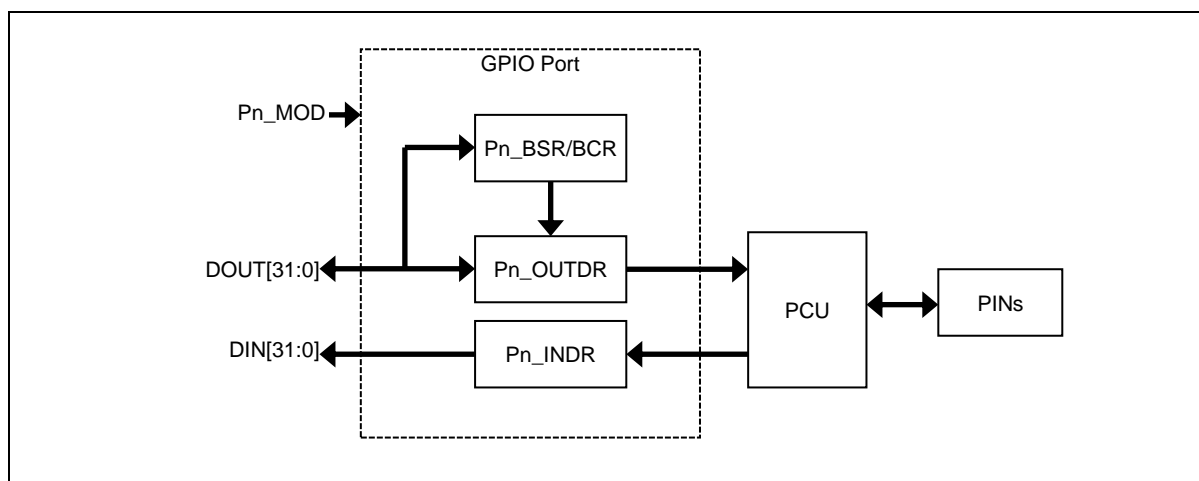 GPIO Port
Pn_MOD
Pn_BSR/BCR
DOUT[31:0]
Pn_OUTDR
PCU
PINs
DIN[31:0]
Pn_INDR